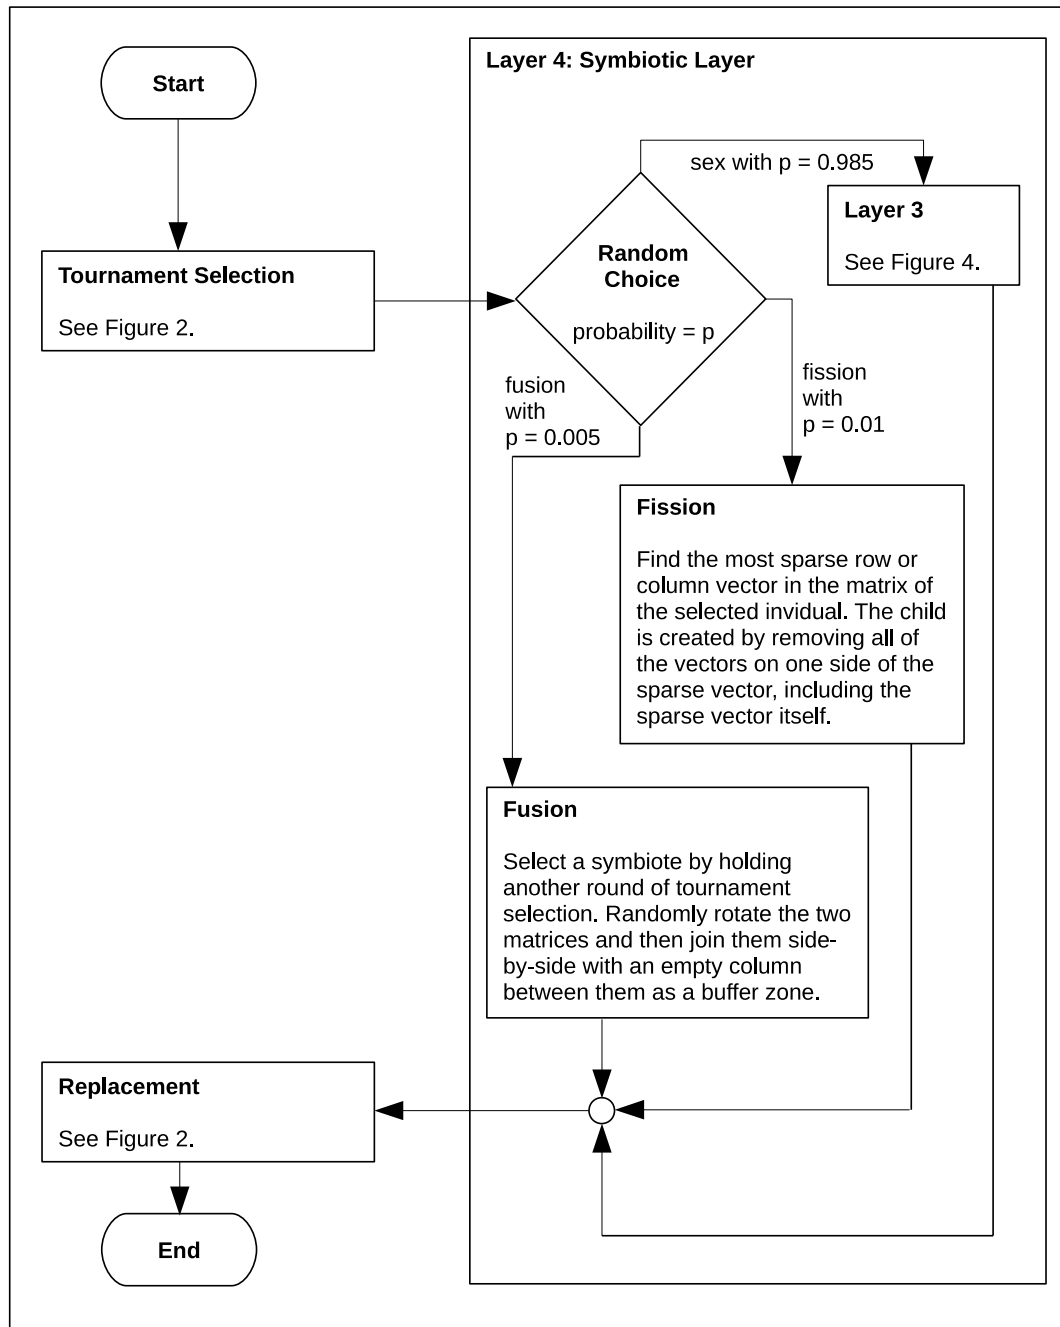 Start
Layer 4: Symbiotic Layer
sex with p = 0.985
Layer 3
See Figure 4.
Tournament Selection
See Figure 2.
Random
Choice
probability = p
fusion
with
p = 0.005
fission
with
p = 0.01
Fission
Find the most sparse row or
column vector in the matrix of
the selected invidual. The child
is created by removing all of
the vectors on one side of the
sparse vector, including the
sparse vector itself.
Fusion
Select a symbiote by holding
another round of tournament
selection. Randomly rotate the two
matrices and then join them side-
by-side with an empty column
between them as a buffer zone.
Replacement
See Figure 2.
End